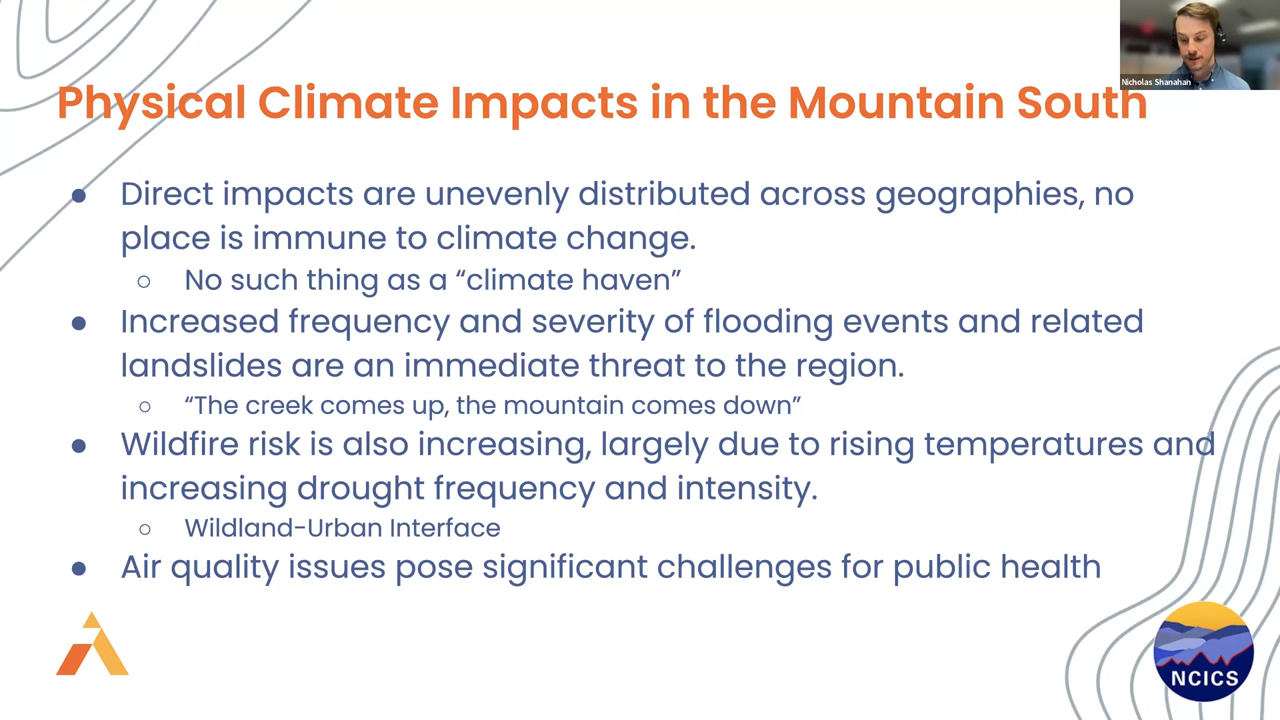 Nicholas Shanahan
Physical Climate Impacts in the Mountain South
● Direct impacts are unevenly distributed across geographies, no
place is immune to climate change.
○ No such thing as a “climate haven”
● Increased frequency and severity of flooding events and related
landslides are an immediate threat to the region.
○ “The creek comes up, the mountain comes down”
● Wildfire risk is also increasing, largely due to rising temperatures and
increasing drought frequency and intensity.
○ Wildland-Urban Interface
● Air quality issues pose significant challenges for public health
NCICS